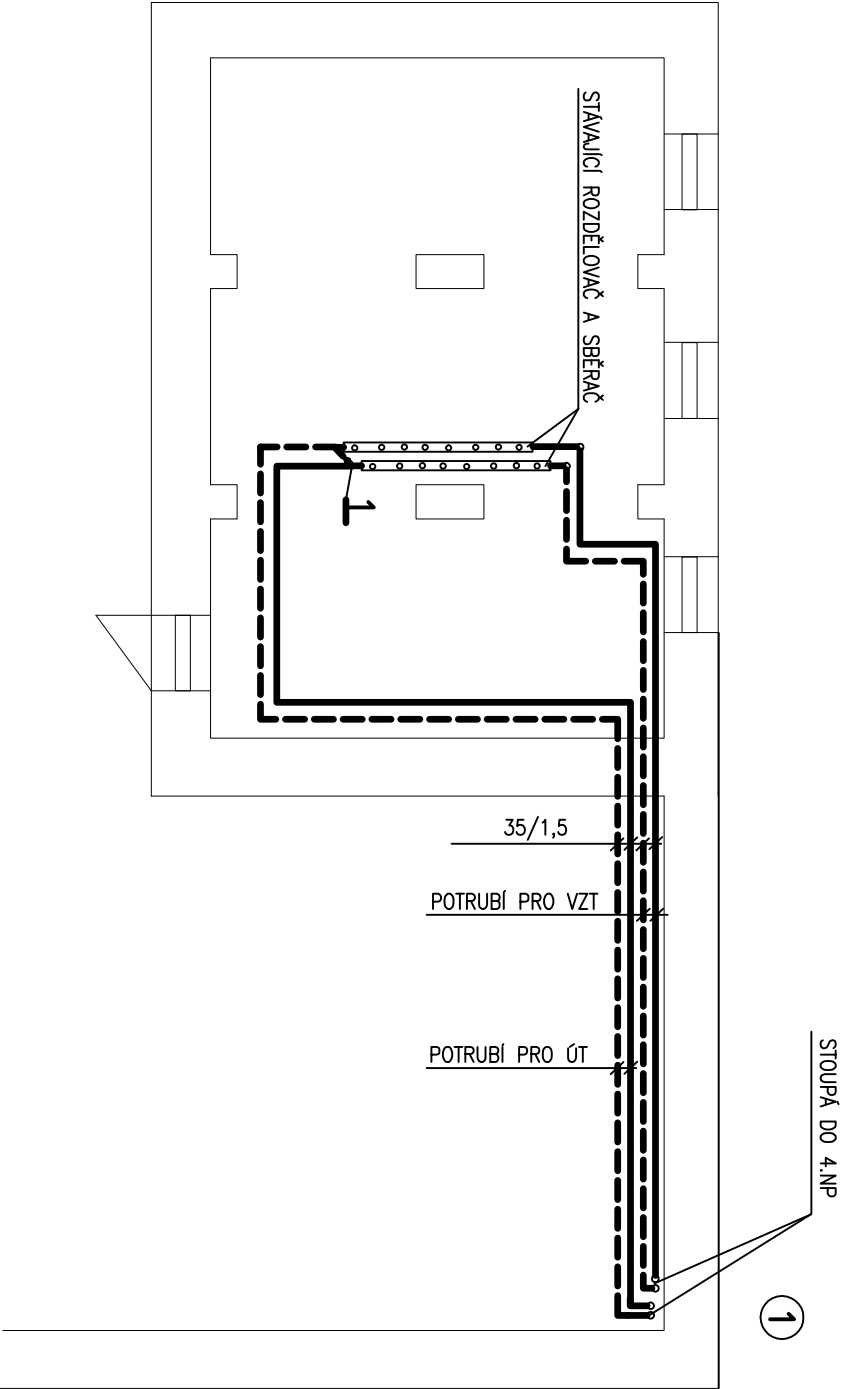 STÁVAJÍCÍ ROZDĚLOVAČ A SBĚRAČ
1
35/1,5
POTRUBÍ PRO VZT
POTRUBÍ PRO ÚT
STOUPÁ DO 4.NP
1